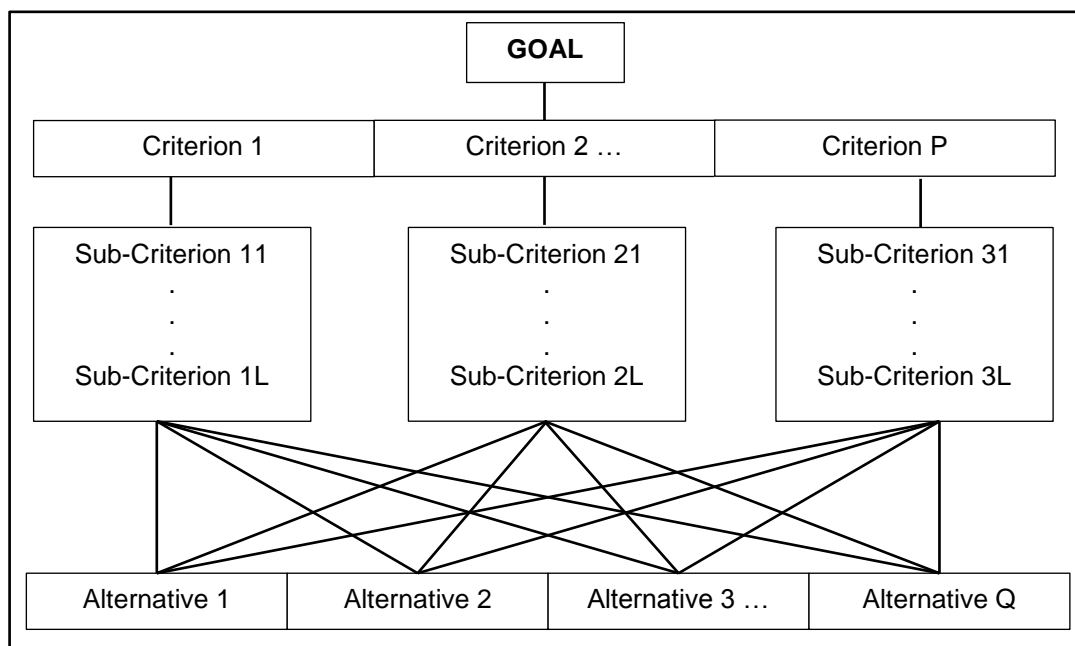 GOAL
Criterion 1
Criterion 2 …
Criterion P
Sub-Criterion 11
.
.
.
Sub-Criterion 1L
Sub-Criterion 21
.
.
.
Sub-Criterion 2L
Sub-Criterion 31
.
.
.
Sub-Criterion 3L
Alternative 1
Alternative 2
Alternative 3 …
Alternative Q